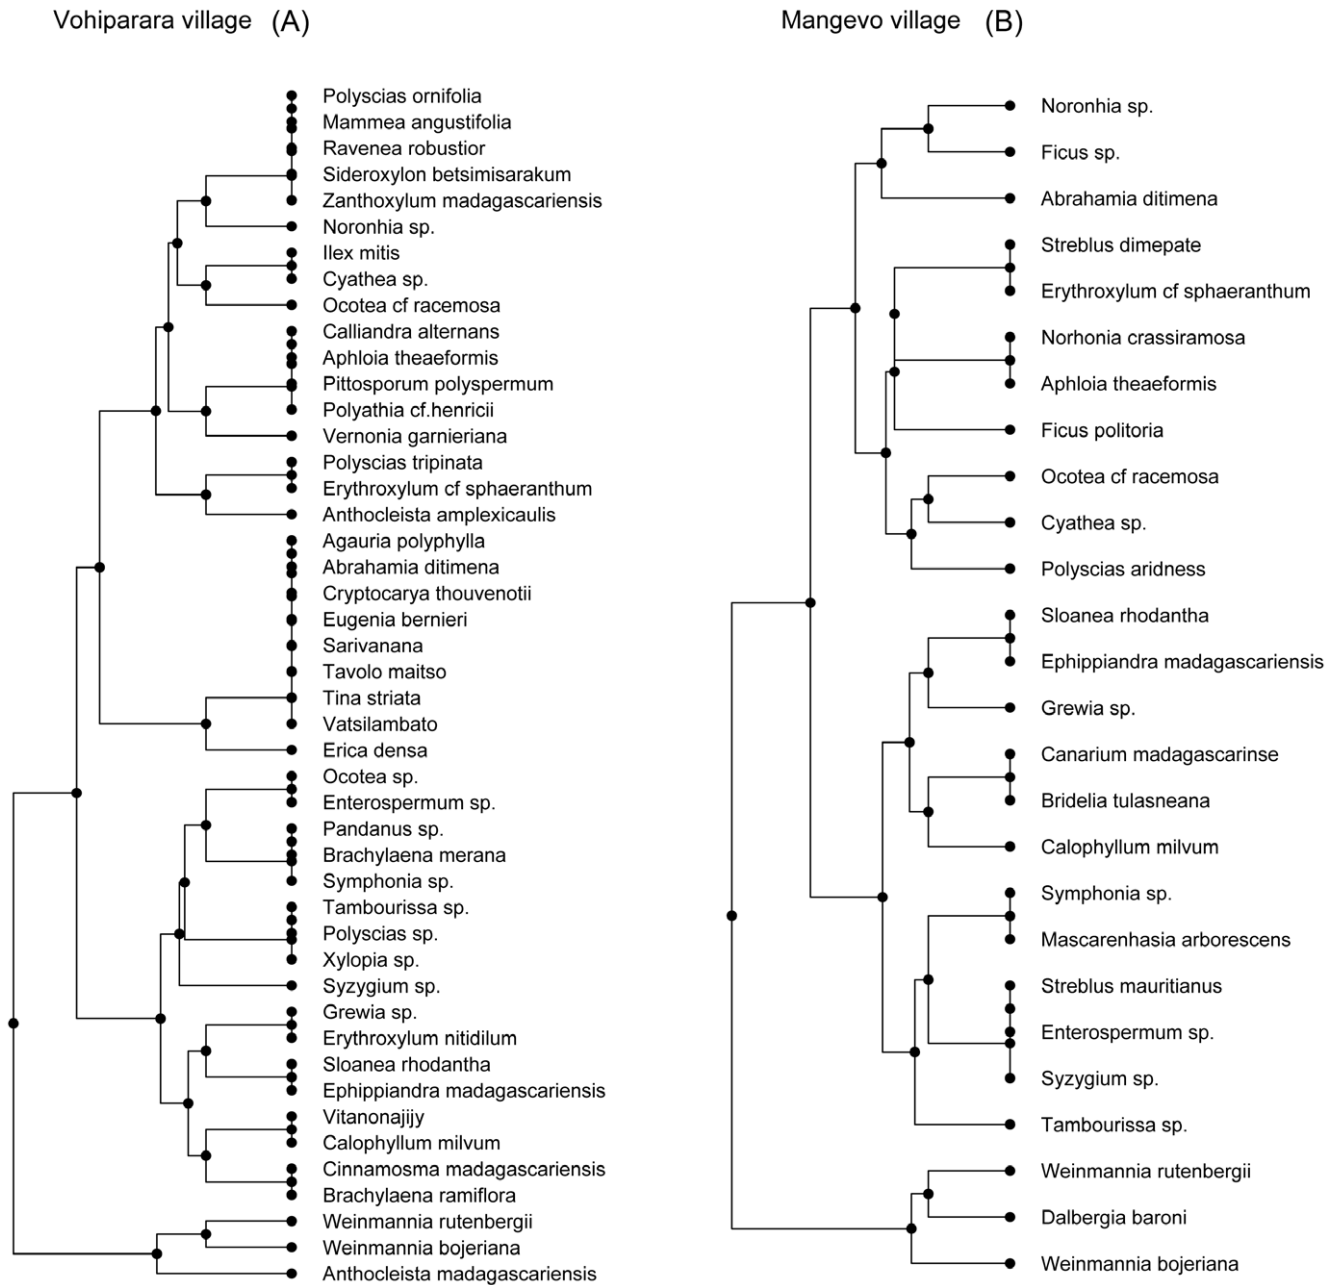 Vohiparara village (A)
Polyscias ornifolia
Mammea angustifolia
Ravenea robustior
Sideroxylon betsimisarakum
Zanthoxylum madagascariensis
Noronhia sp.
Ilex mitis
Cyathea sp.
Ocotea cf racemosa
Calliandra alternans
Aphloia theaeformis
Pittosporum polyspermum
Polyathia cf.henricii
Vernonia garnieriana
Polyscias tripinata
Erythroxylum cf sphaeranthum
Anthocleista amplexicaulis
Agauria polyphylla
Abrahamia ditimena
Cryptocarya thouvenotii
Eugenia bernieri
Sarivanana
Tavolo maitso
Tina striata
Vatsilambato
Erica densa
Ocotea sp.
Enterospermum sp.
Pandanus sp.
Brachylaena merana
Symphonia sp.
Tambourissa sp.
Polyscias sp.
Xylopia sp.
Syzygium sp.
Grewia sp.
Erythroxylum nitidilum
Sloanea rhodantha
Ephippiandra madagascariensis
Vitanonajijy
Calophyllum milvum
Cinnamosma madagascariensis
Brachylaena ramiflora
Weinmannia rutenbergii
Weinmannia bojeriana
Anthocleista madagascariensis
Mangevo village (B)
Noronhia sp.
Ficus sp.
Abrahamia ditimena
Streblus dimepate
Erythroxylum cf sphaeranthum
Norhonia crassiramosa
Aphloia theaeformis
Ficus politoria
Ocotea cf racemosa
Cyathea sp.
Polyscias aridness
Sloanea rhodantha
Ephippiandra madagascariensis
Grewia sp.
Canarium madagascarinse
Bridelia tulasneana
Calophyllum milvum
Symphonia sp.
Mascarenhasia arborescens
Streblus mauritianus
Enterospermum sp.
Syzygium sp.
Tambourissa sp.
Weinmannia rutenbergii
Dalbergia baroni
Weinmannia bojeriana